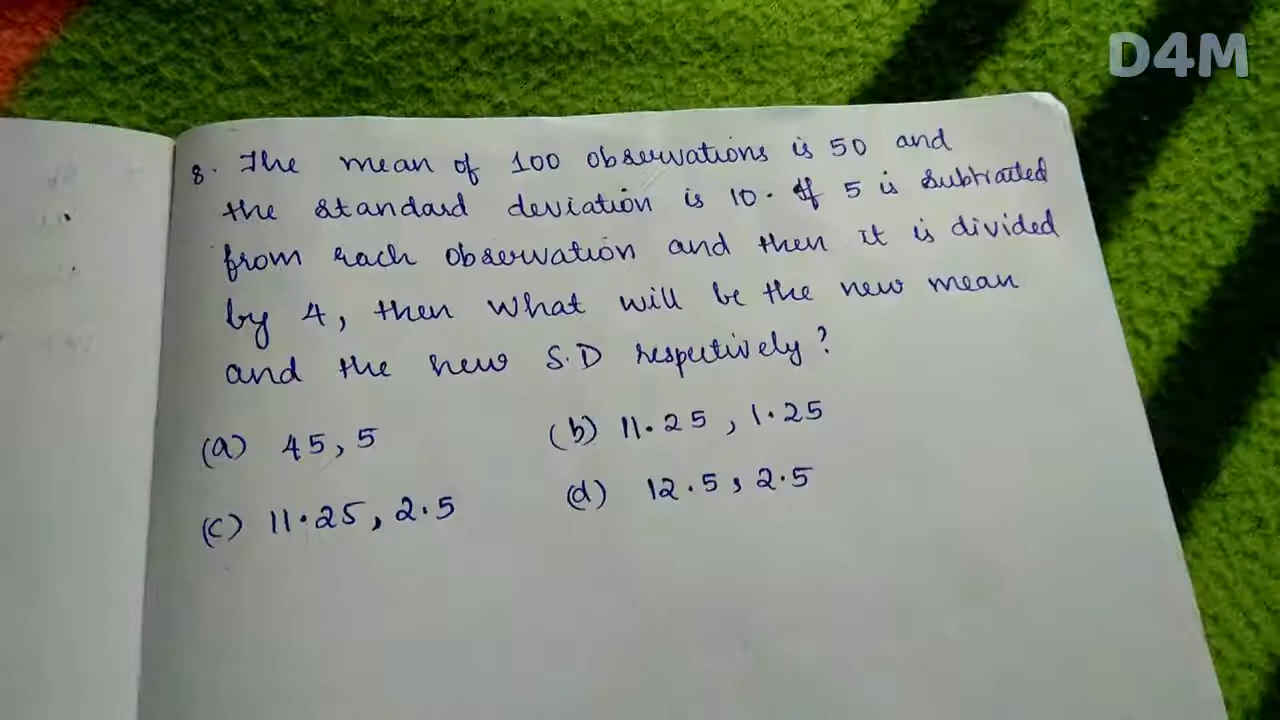 D4M
8. The mean of 100 observations is 50 and
the standard deviation is 10. If 5 is subtracted
from each observation and then it is divided
by 4, then what will be the new mean
and the new S.D respectively?
(a) 45, 5 (b) 11.25, 1.25
(c) 11.25, 2.5 (d) 12.5, 2.5